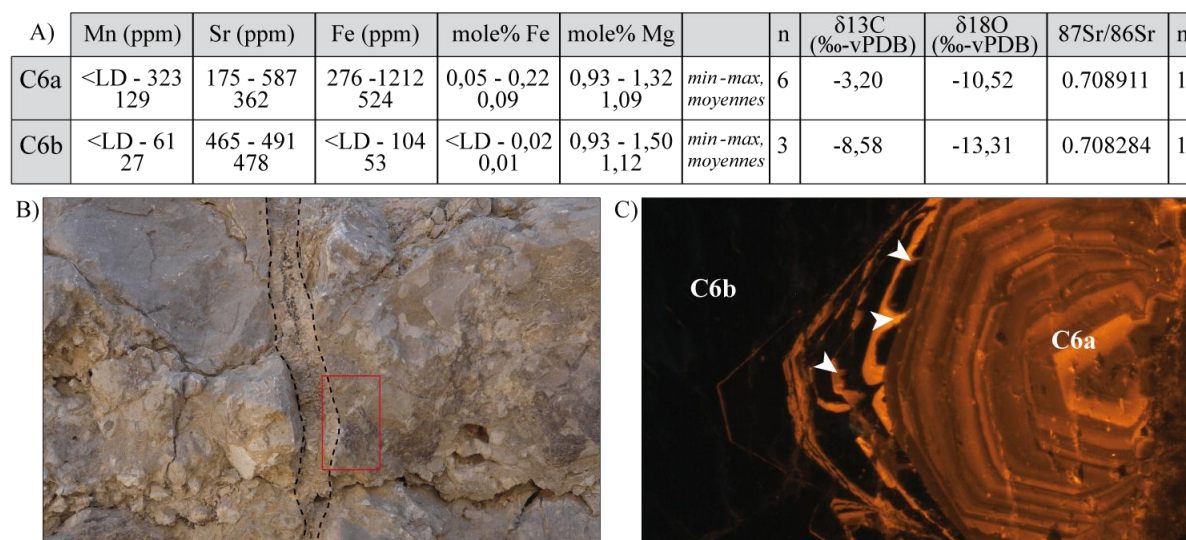 A) Mn (ppm) Sr (ppm) Fe (ppm) mole% Fe mole% Mg n δ13C (‰-vPDB) δ18O (‰-vPDB) 87Sr/86Sr n
C6a <LD - 323 175 - 587 276 -1212 0,05 - 0,22 0,93 - 1,32 min-max, 6 -3,20 -10,52 0.708911 1
129 362 524 0,09 1,09 moyennes
C6b <LD - 61 465 - 491 <LD - 104 <LD - 0,02 0,93 - 1,50 min-max, 3 -8,58 -13,31 0.708284 1
27 478 53 0,01 1,12 moyennes
B)
C)
C6b
C6a